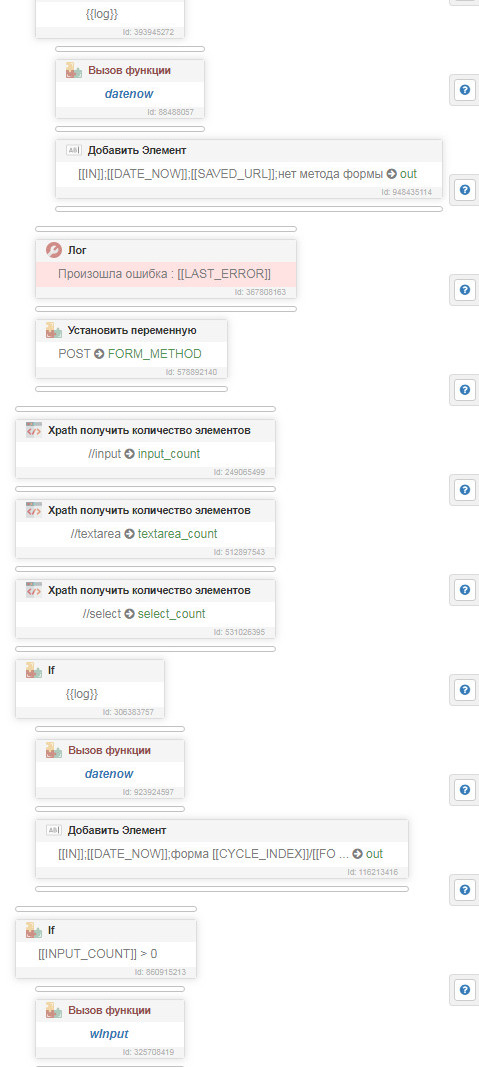 {{log}}
Id: 393945272
Вызов функции
datenow
Id: 88488057
Добавить Элемент
[[IN]];[[DATE_NOW]];[[SAVED_URL]];нет метода формы out
Id: 948435114
Лог
Произошла ошибка : [[LAST_ERROR]]
Id: 367808163
Установить переменную
POST FORM_METHOD
Id: 578892140
Xpath получить количество элементов
//input input_count
Id: 249065499
Xpath получить количество элементов
//textarea textarea_count
Id: 512897543
Xpath получить количество элементов
//select select_count
Id: 531026395
If
{{log}}
Id: 306383757
Вызов функции
datenow
Id: 923924597
Добавить Элемент
[[IN]];[[DATE_NOW]];форма [[CYCLE_INDEX]]/[[FO ... out
Id: 116213416
If
[[INPUT_COUNT]] > 0
Id: 860915213
Вызов функции
wInput
Id: 325708419